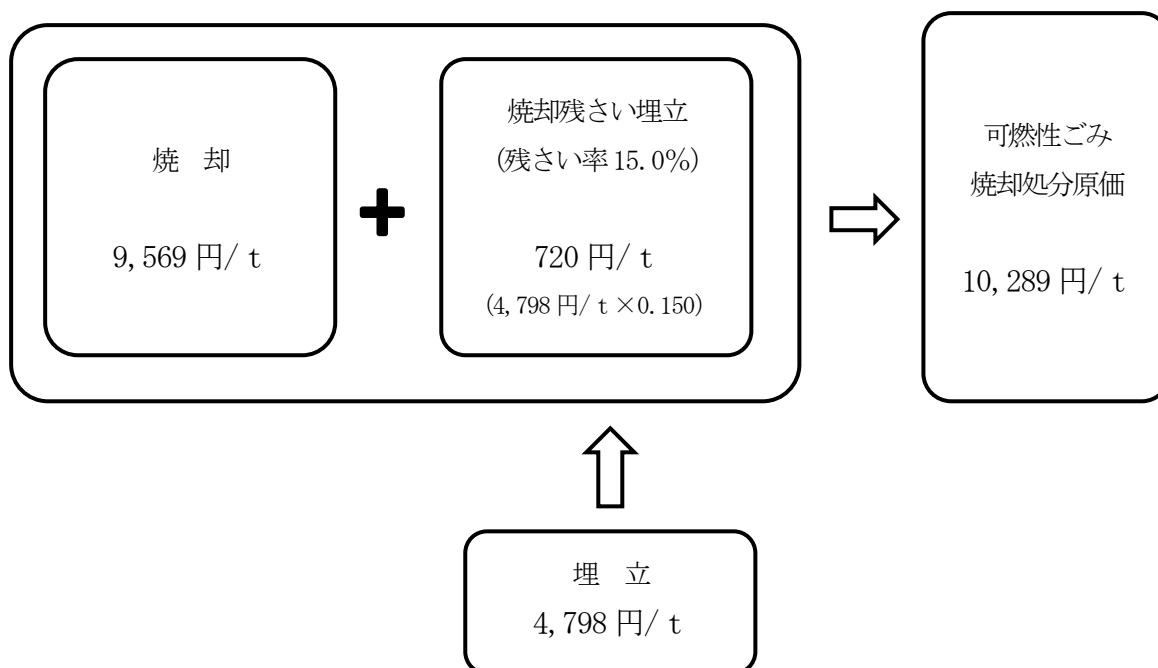 焼　却
9,569 円/ｔ
焼却残さい埋立
(残さい率 15.0%)
720 円/ｔ
(4,798 円/ｔ×0.150)
可燃性ごみ
焼却処分原価
10,289 円/ｔ
埋　立
4,798 円/ｔ